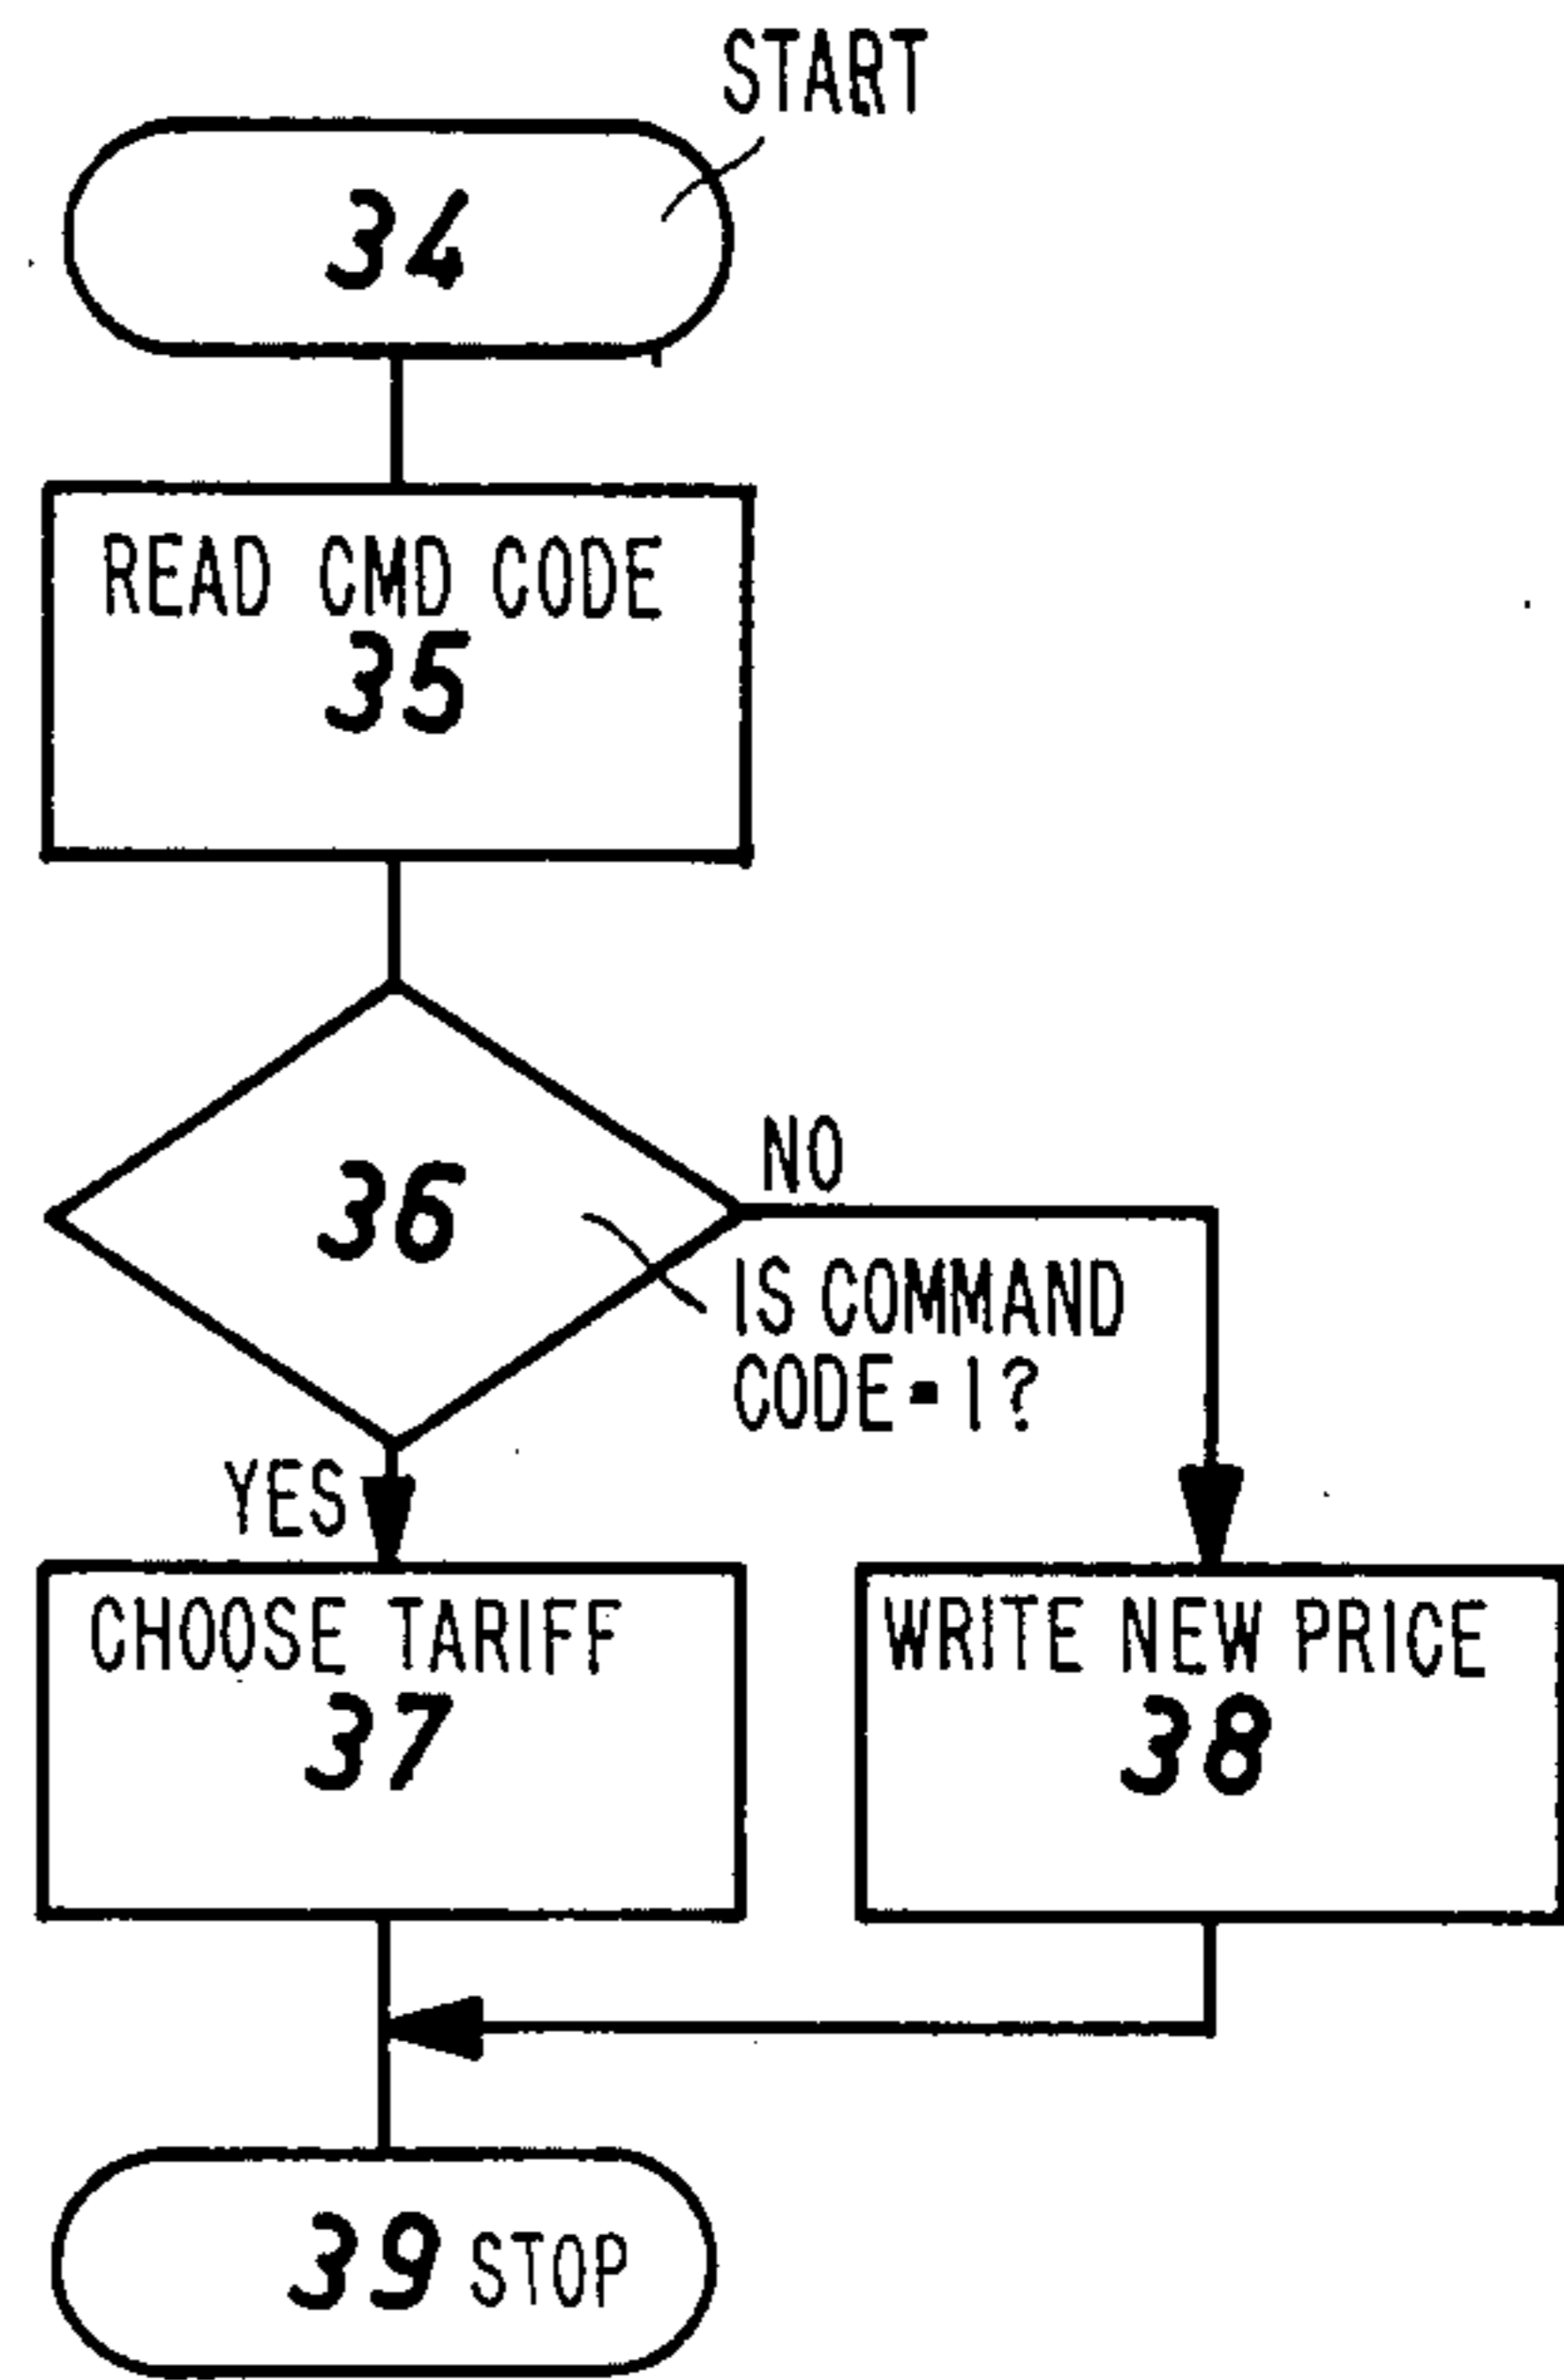 START
34
READ CMD CODE
35
36
NO
IS COMMAND
CODE=1?
YES
CHOOSE TARIFF
37
WRITE NEW PRICE
38
39 STOP